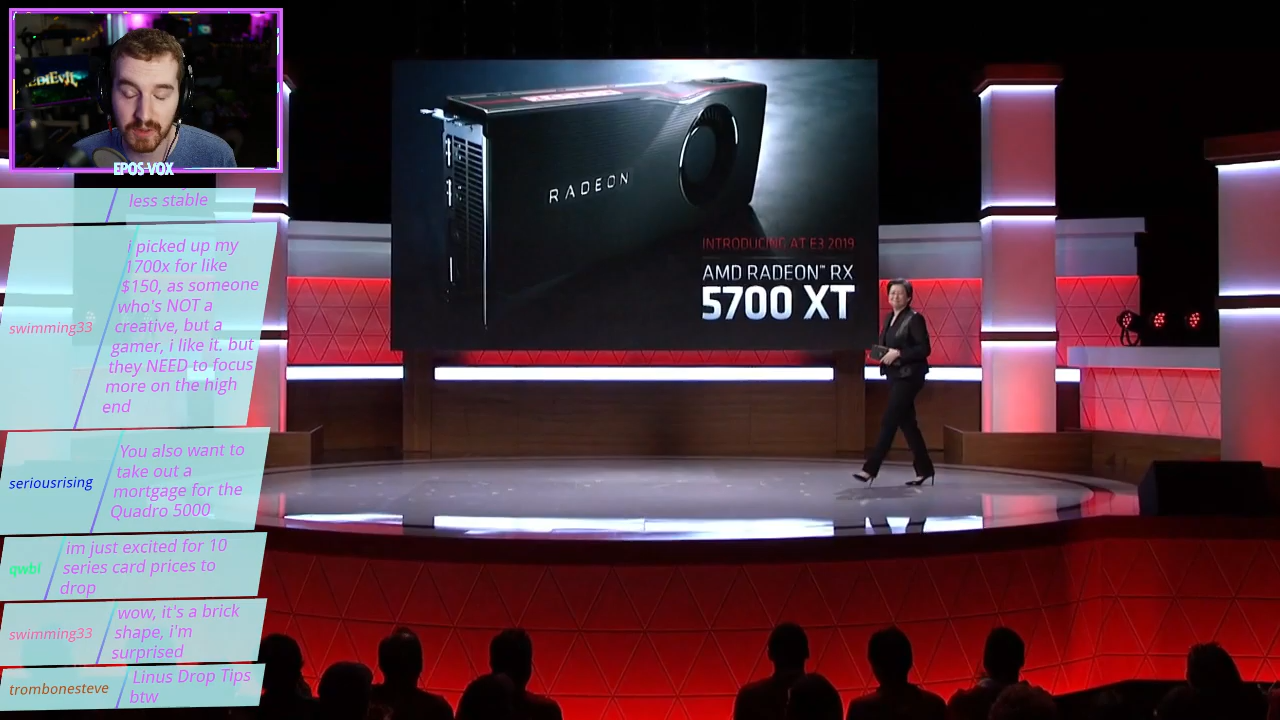 EPOS VOX
less stable
swimming33
i picked up my
1700x for like
$150, as someone
who's NOT a
creative, but a
gamer, i like it. but
they NEED to focus
more on the high
end
seriousrising
You also want to
take out a
mortgage for the
Quadro 5000
qwbl
im just excited for 10
series card prices to
drop
swimming33
wow, it's a brick
shape, i'm
surprised
trombonesteve
Linus Drop Tips
btw
RADEON
INTRODUCING AT E3 2019
AMD RADEON™ RX
5700 XT